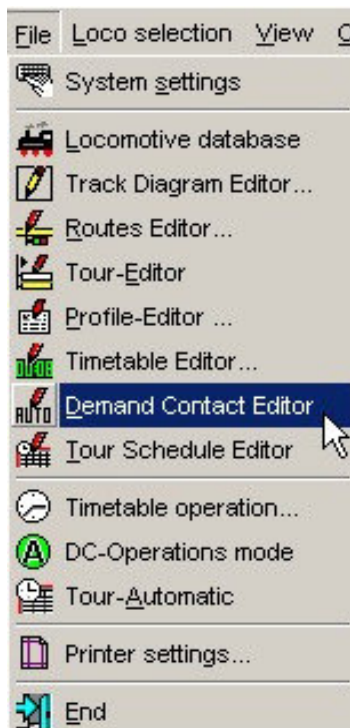 File Loco selection View
System settings
Locomotive database
Track Diagram Editor...
Routes Editor...
Tour-Editor
Profile-Editor ...
Timetable Editor...
AUTO Demand Contact Editor
Tour Schedule Editor
Timetable operation...
A DC-Operations mode
Tour-Automatic
Printer settings...
End